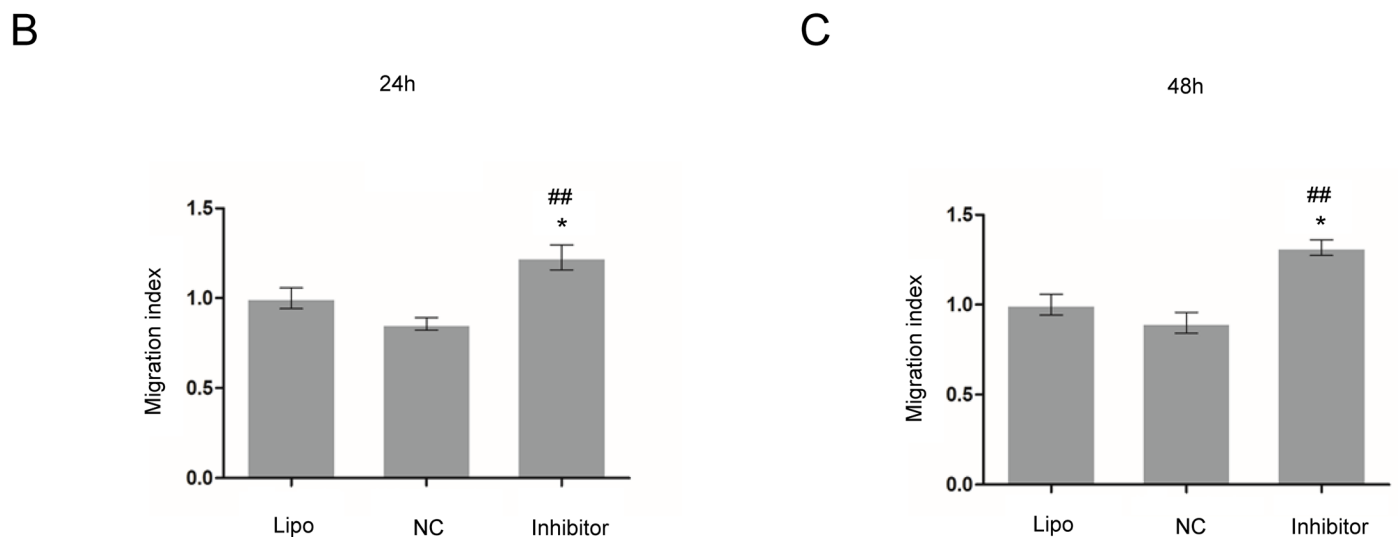 B
24h
Migration index
1.5
1.0
0.5
0.0
##
*
Lipo
NC
Inhibitor
C
48h
Migration index
1.5
1.0
0.5
0.0
##
*
Lipo
NC
Inhibitor